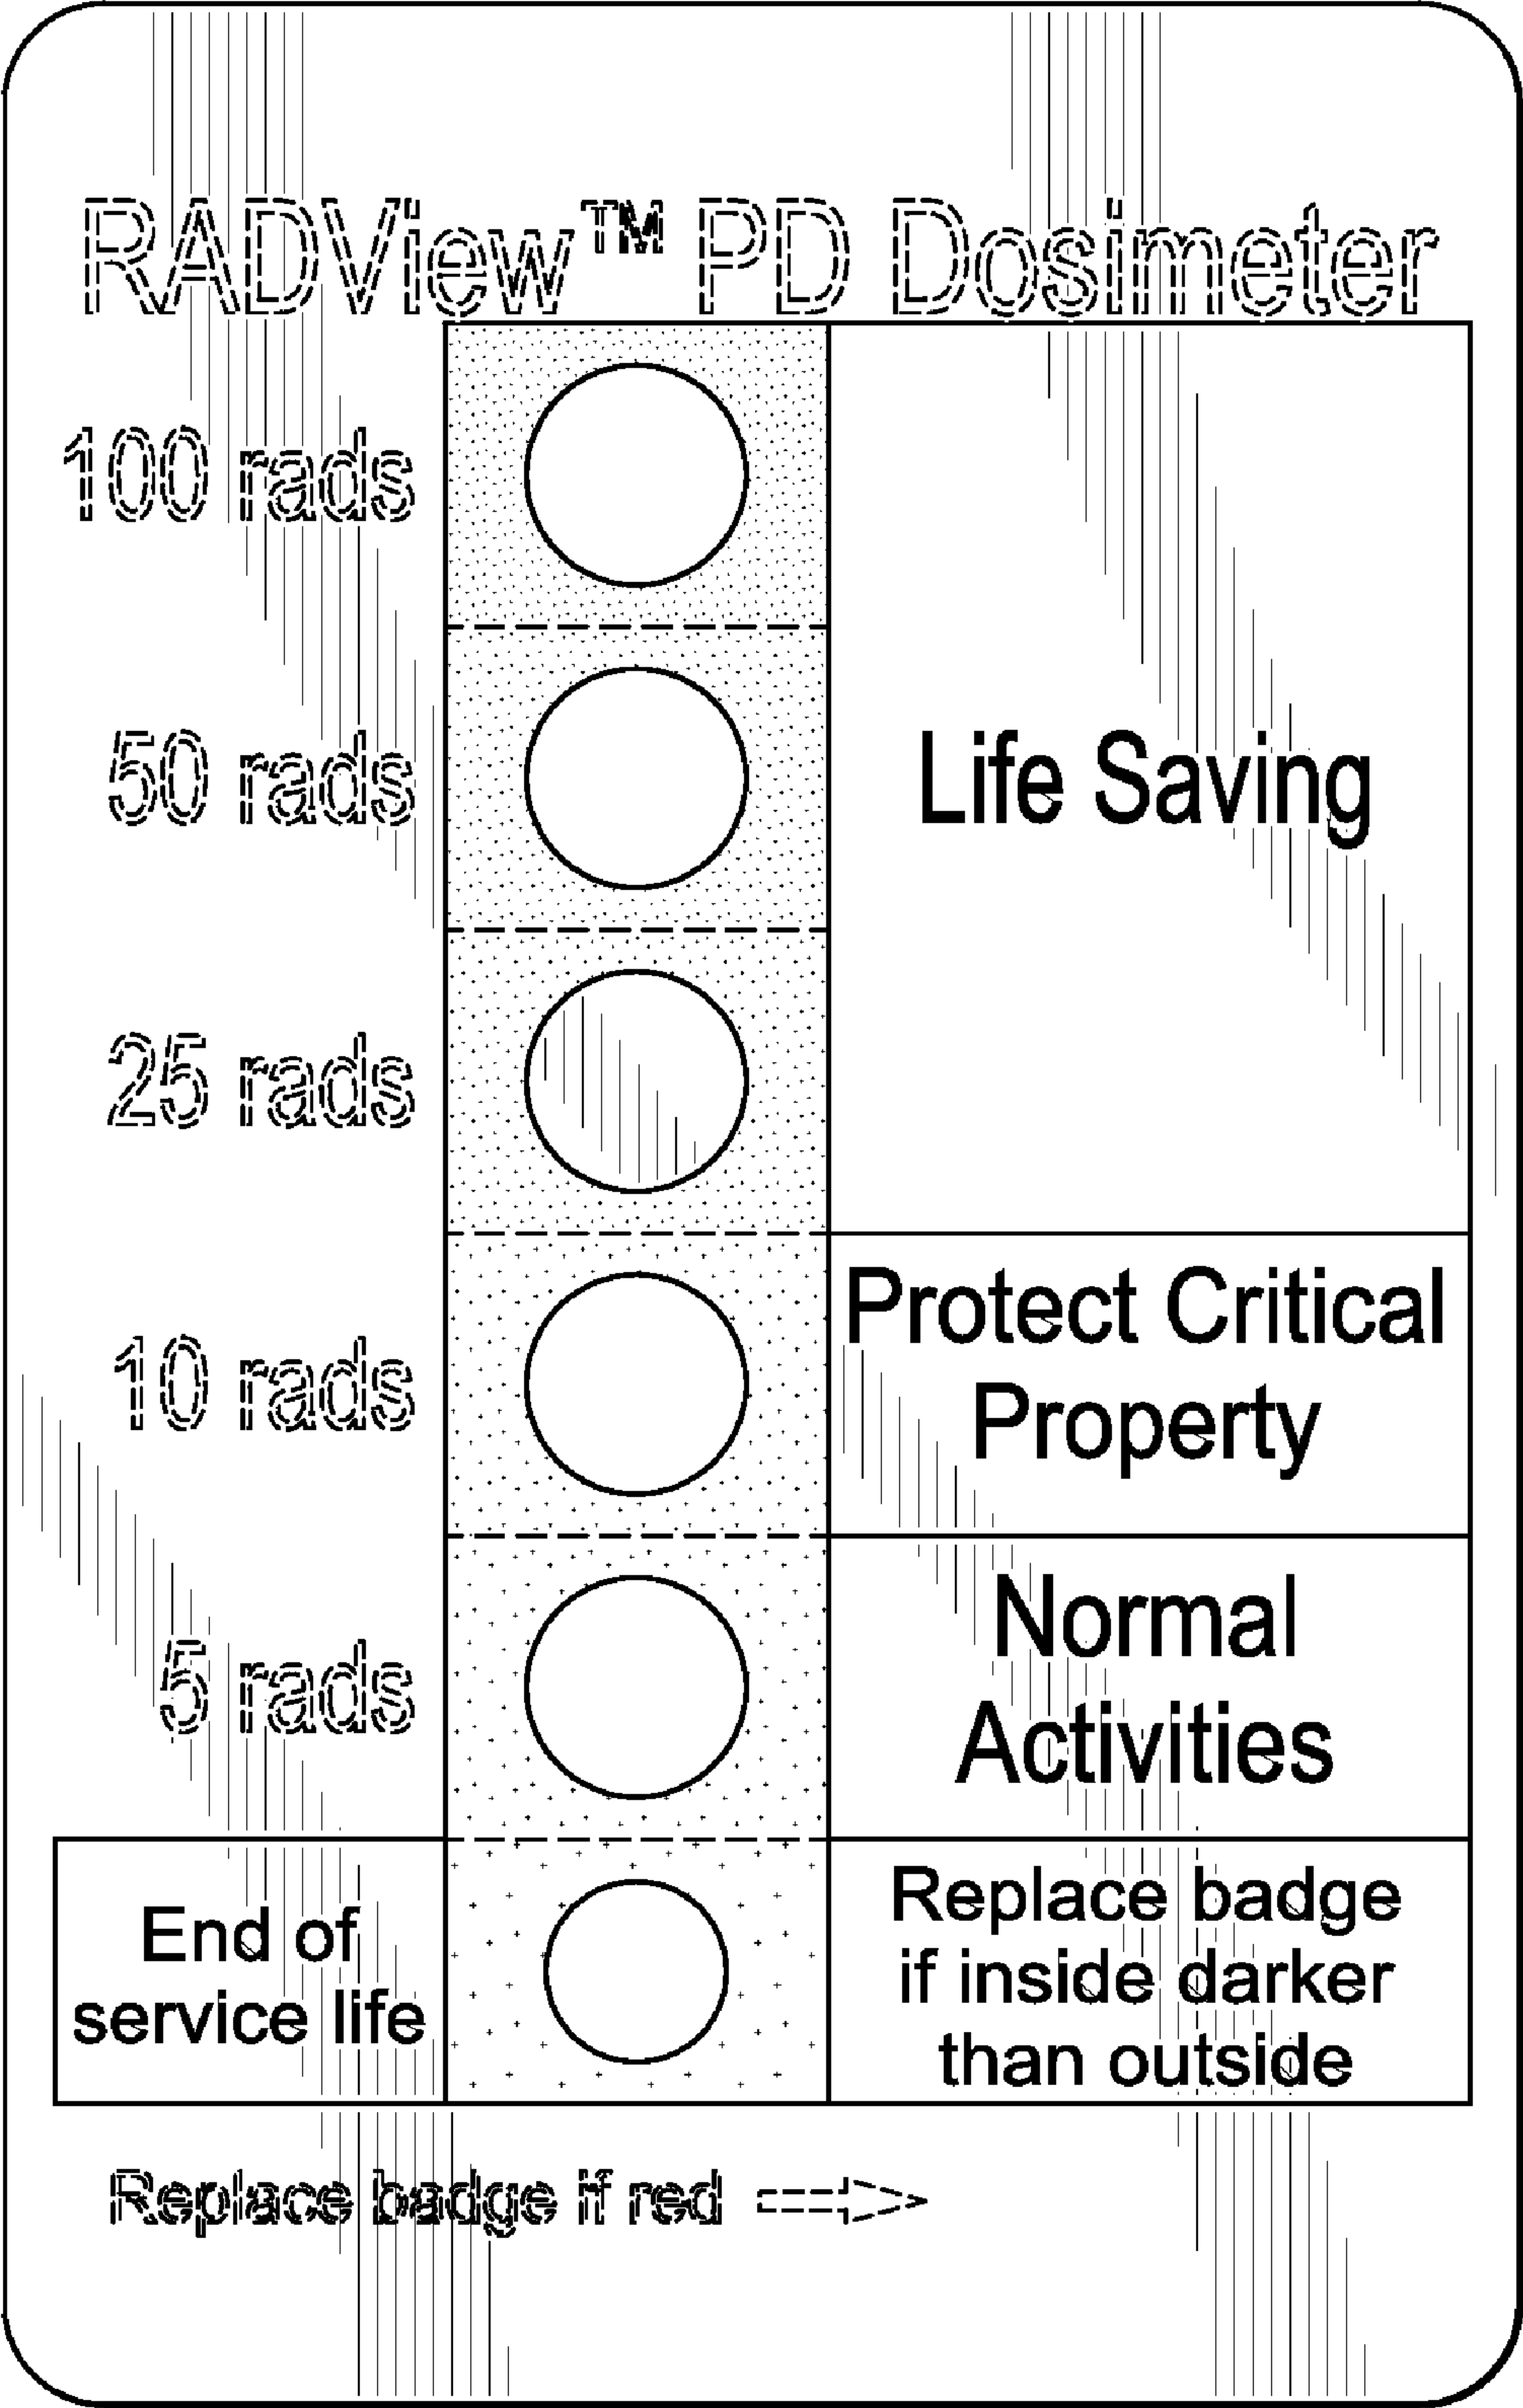 RADView™ PD Dosimeter
100 rads
50 rads
Life Saving
25 rads
10 rads
Protect Critical
Property
5 rads
Normal
Activities
End of
service life
Replace badge
if inside darker
than outside
Replace badge if red